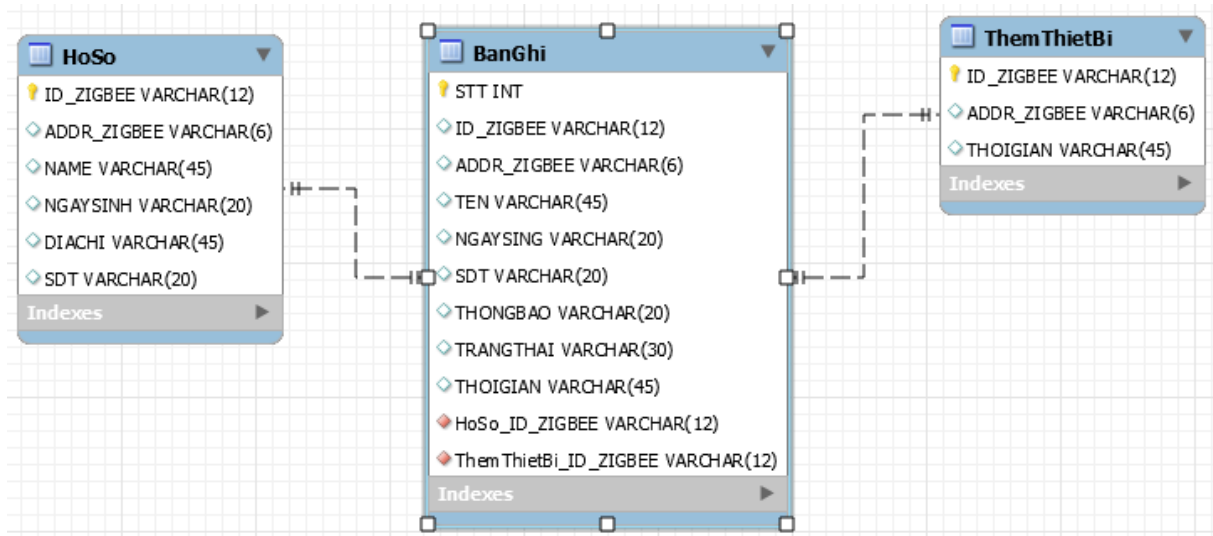 HoSo
ID_ZIGBEE VARCHAR(12)
ADDR_ZIGBEE VARCHAR(6)
NAME VARCHAR(45)
NGAYSINH VARCHAR(20)
DIACHI VARCHAR(45)
SDT VARCHAR(20)
Indexes
BanGhi
STT INT
ID_ZIGBEE VARCHAR(12)
ADDR_ZIGBEE VARCHAR(6)
TEN VARCHAR(45)
NGAYSING VARCHAR(20)
SDT VARCHAR(20)
THONGBAO VARCHAR(20)
TRANGTHAI VARCHAR(30)
THOIGIAN VARCHAR(45)
HoSo_ID_ZIGBEE VARCHAR(12)
ThemThietBi_ID_ZIGBEE VARCHAR(12)
Indexes
ThemThietBi
ID_ZIGBEE VARCHAR(12)
ADDR_ZIGBEE VARCHAR(6)
THOIGIAN VARCHAR(45)
Indexes